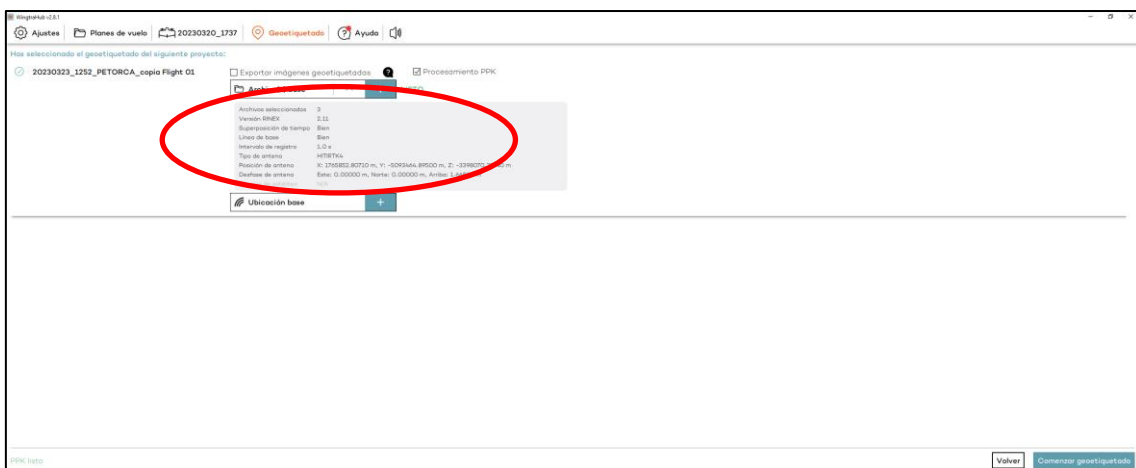 WingtraHub v2.8.1
Ajustes Planes de vuelo 20230320_1737 Geoetiquetado Ayuda
Has seleccionado el geoetiquetado del siguiente proyecto:
20230323_1252_PETORCA_copia Flight 01 Exportar imágenes geoetiquetadas ? Procesamiento PPK
Archivos seleccionados 3
Versión RINEX 2.11
Superposición de tiempo Bien
Línea de base Bien
Intervalo de registro 1,0 s
Tipo de antena HITIRTK4
Posición de antena X: 1765852.80710 m, Y: -5093464.89500 m, Z:
Desfase de antena Este: 0.00000 m, Norte: 0.00000 m, Arriba:
N/A
Ubicación base +
PPK listo Volver Comenzar geoetiquetado